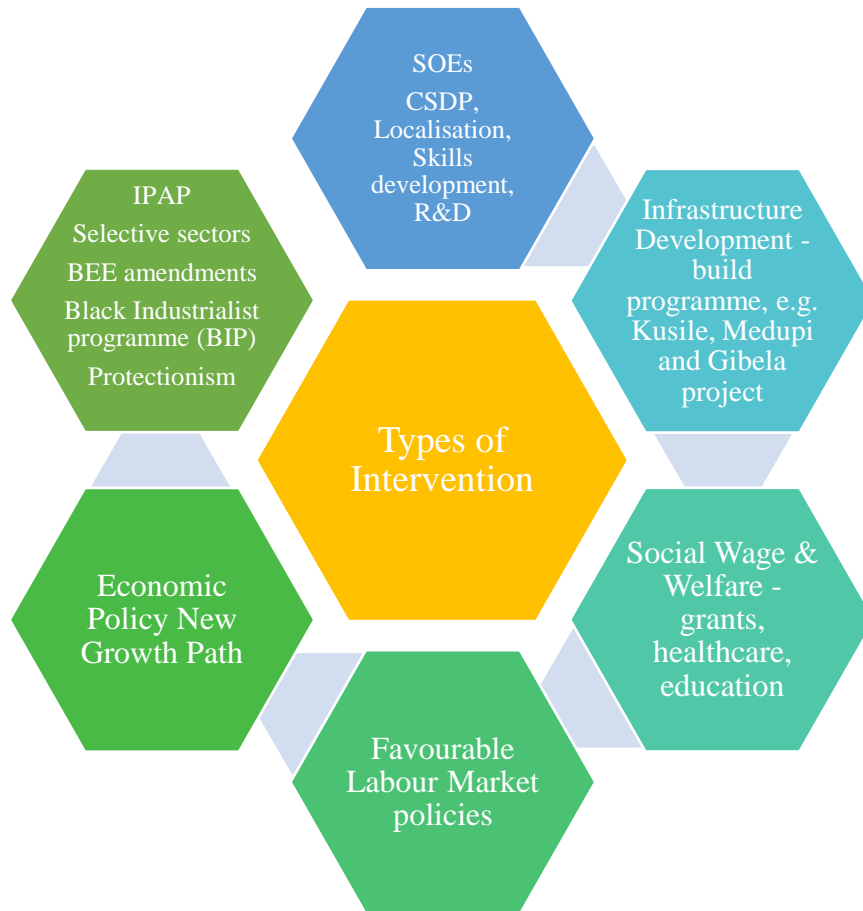 SOEs
CSDP,
Localisation,
Skills
development,
R&D
Infrastructure
Development -
build
programme, e.g.
Kusile, Medupi
and Gibela
project
Social Wage &
Welfare -
grants,
healthcare,
education
Favourable
Labour Market
policies
Economic
Policy New
Growth Path
IPAP
Selective sectors
BEE amendments
Black Industrialist
programme (BIP)
Protectionism
Types of
Intervention